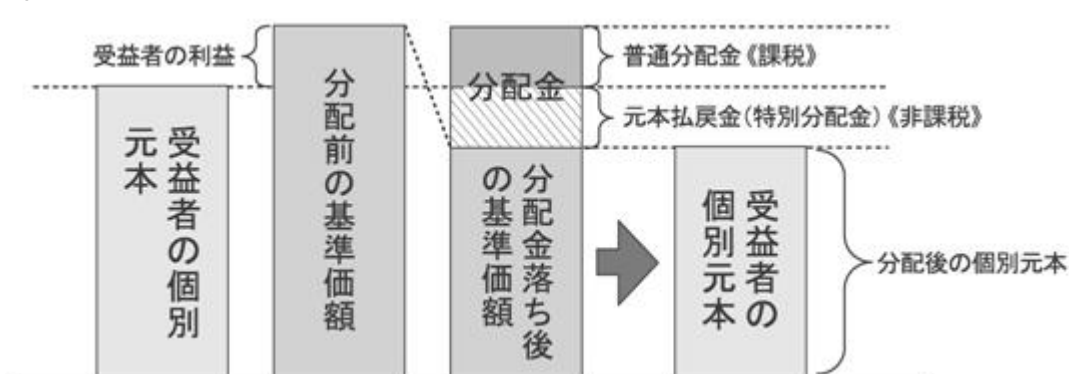 受益者の利益
受益者の個別
元本
分配前の基準価額
分配金
普通分配金《課税》
元本払戻金(特別分配金)《非課税》
分配金落ち後
の基準価額
受益者の
個別元本
分配後の個別元本